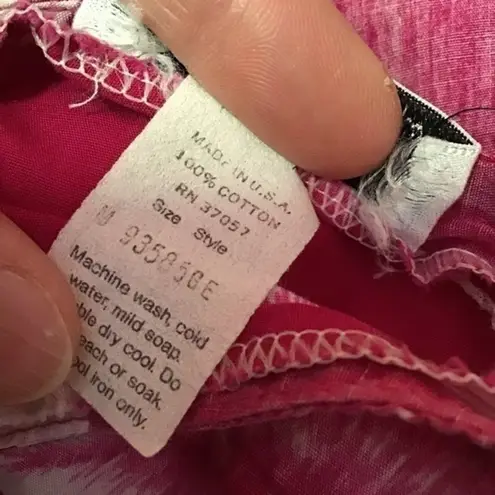 MADE IN U.S.A.
100% COTTON
RN 37057
Size Style
M 935858E
Machine wash, cold
water, mild soap.
ble dry cool. Do
each or soak.
ool Iron only.